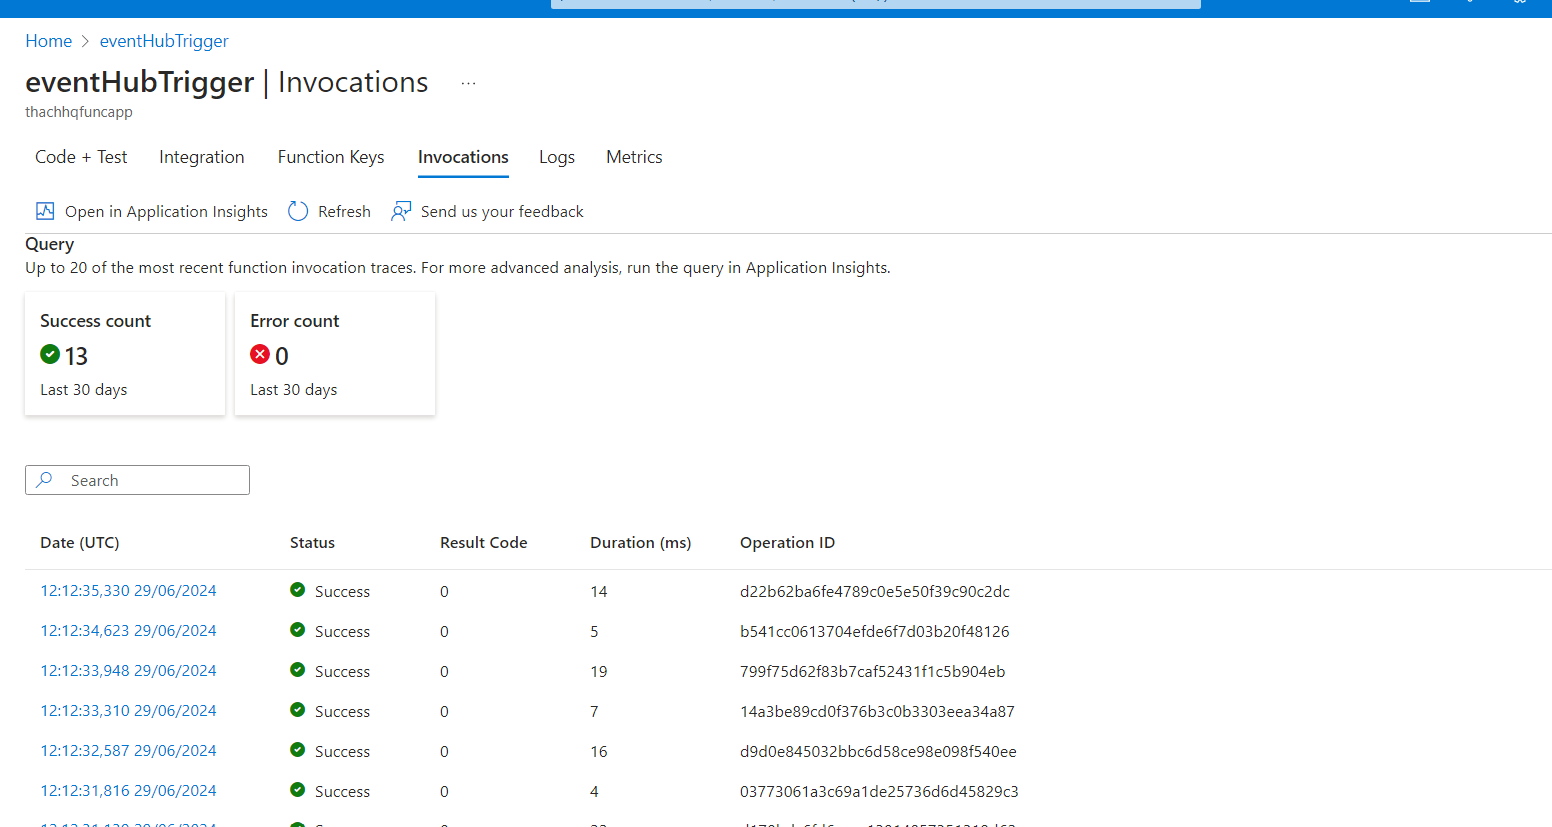 Home > eventHubTrigger
eventHubTrigger | Invocations ...
thachhqfuncapp
Code + Test Integration Function Keys Invocations Logs Metrics
Open in Application Insights Refresh Send us your feedback
Query
Up to 20 of the most recent function invocation traces. For more advanced analysis, run the query in Application Insights.
Success count Error count
13 0
Last 30 days Last 30 days
Search
Date (UTC) Status Result Code Duration (ms) Operation ID
12:12:35,330 29/06/2024 Success 0 14 d22b62ba6fe4789c0e5e50f39c90c2dc
12:12:34,623 29/06/2024 Success 0 5 b541cc0613704efde6f7d03b20f48126
12:12:33,948 29/06/2024 Success 0 19 799f75d62f83b7caf52431f1c5b904eb
12:12:33,310 29/06/2024 Success 0 7 14a3be89cd0f376b3c0b3303eea34a87
12:12:32,587 29/06/2024 Success 0 16 d9d0e845032bbc6d58ce98e098f540ee
12:12:31,816 29/06/2024 Success 0 4 03773061a3c69a1de25736d6d45829c3